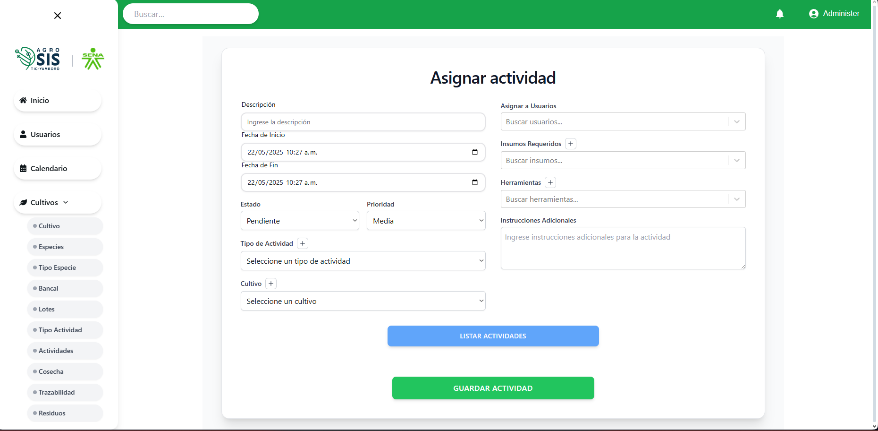 Buscar...
Administer
AGRO
SIS
TIC-YAMBORO
SENA
Inicio
Usuarios
Calendario
Cultivos
Cultivo
Especies
Tipo Especie
Bancal
Lotes
Tipo Actividad
Actividades
Cosecha
Trazabilidad
Residuos
Asignar actividad
Descripción
Ingrese la descripción
Fecha de Inicio
22/05/2025 10:27 a. m.
Fecha de Fin
22/05/2025 10:27 a. m.
Estado
Prioridad
Pendiente
Media
Tipo de Actividad +
Seleccione un tipo de actividad
Cultivo +
Seleccione un cultivo
Asignar a Usuarios
Buscar usuarios...
Insumos Requeridos +
Buscar insumos...
Herramientas +
Buscar herramientas...
Instrucciones Adicionales
Ingrese instrucciones adicionales para la actividad
LISTAR ACTIVIDADES
GUARDAR ACTIVIDAD